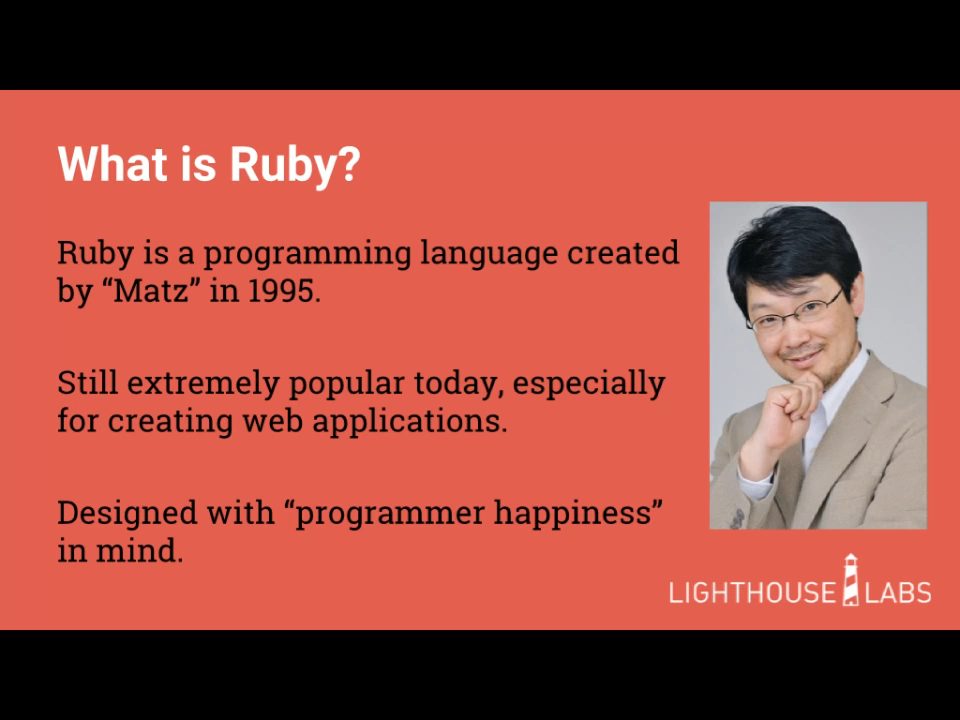 What is Ruby?
Ruby is a programming language created
by “Matz” in 1995.
Still extremely popular today, especially
for creating web applications.
Designed with “programmer happiness”
in mind.
LIGHTHOUSE LABS